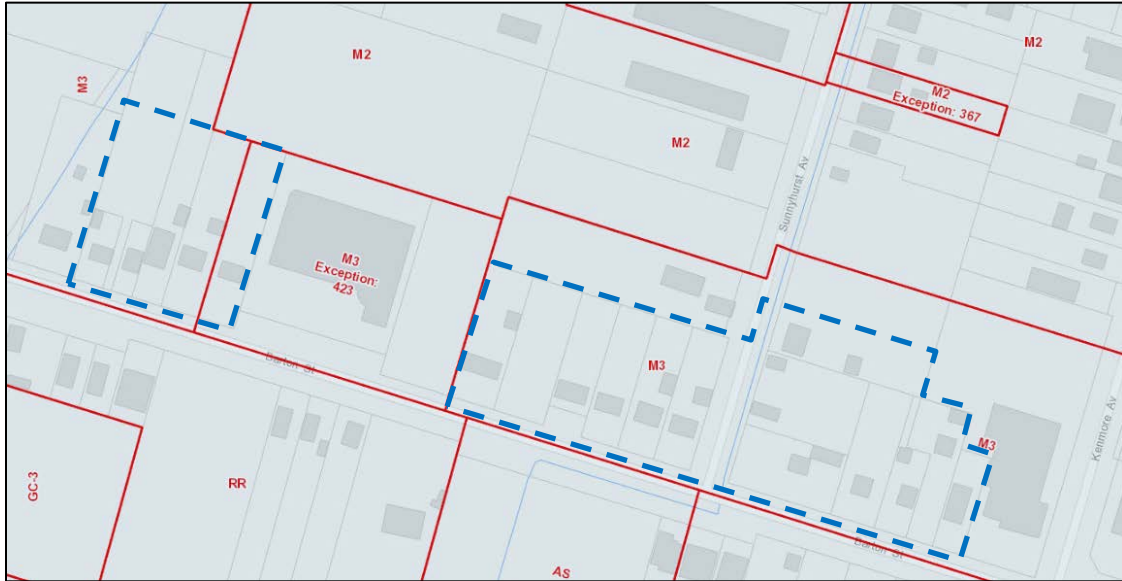 M2
M2
M3
M2
Exception: 367
M2
Sunnyhurst Av
M3
Exception:
423
Barton St
M3
M3
Kenmore Av
GC-3
RR
Barton St
AS